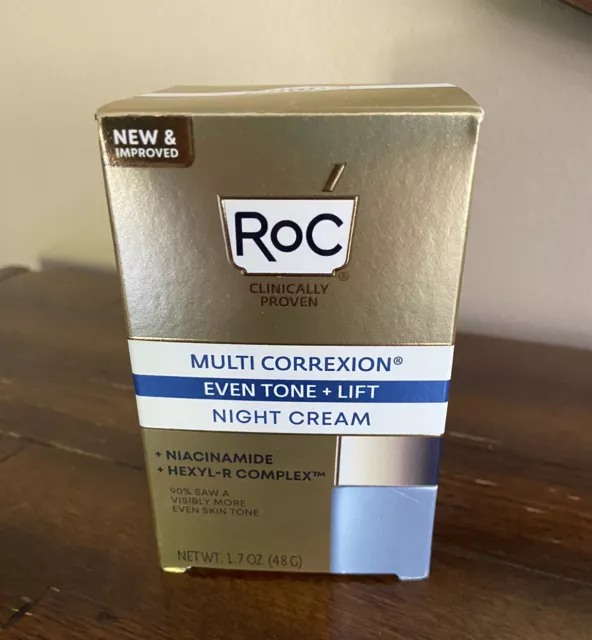 NEW &
IMPROVED
RoC
®
CLINICALLY
PROVEN
MULTI CORREXION®
EVEN TONE + LIFT
NIGHT CREAM
+ NIACINAMIDE
+ HEXYL-R COMPLEX™
90% SAW A
VISIBLY MORE
EVEN SKIN TONE
NET WT. 1.7 OZ (48 G)